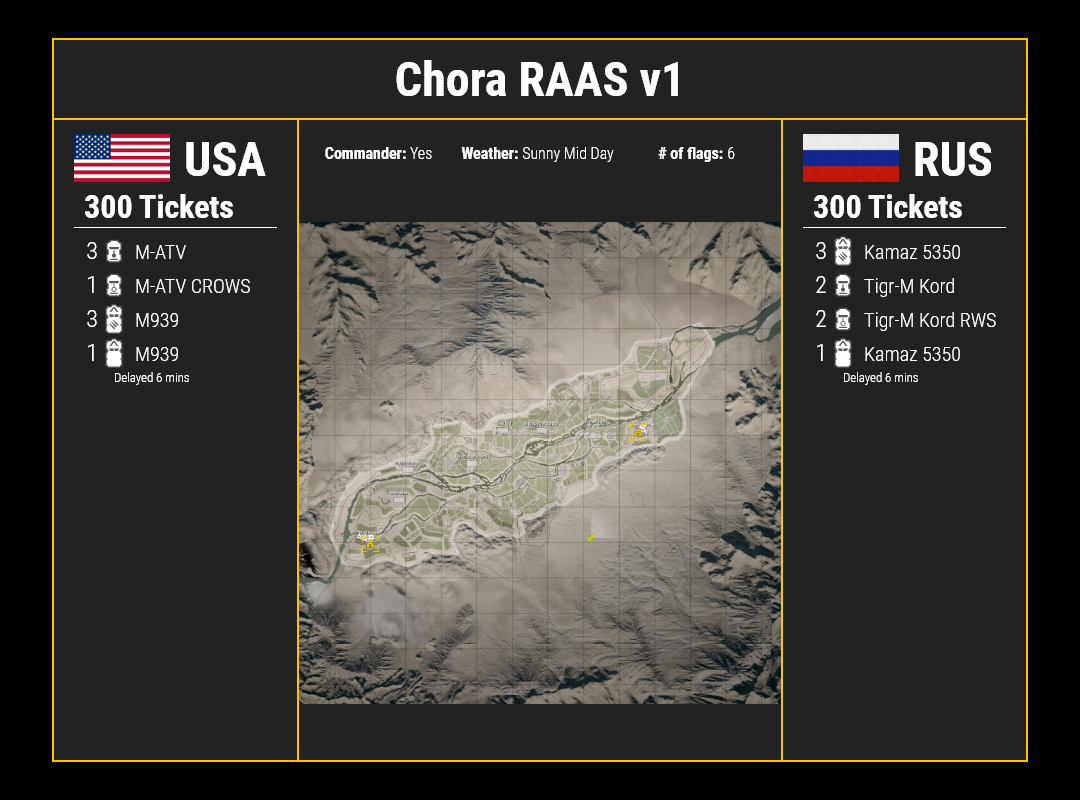 Chora RAAS v1
USA
300 Tickets
3 M-ATV
1 M-ATV CROWS
3 M939
1 M939
Delayed 6 mins
Commander: Yes Weather: Sunny Mid Day # of flags: 6
RUS
300 Tickets
3 Kamaz 5350
2 Tigr-M Kord
2 Tigr-M Kord RWS
1 Kamaz 5350
Delayed 6 mins